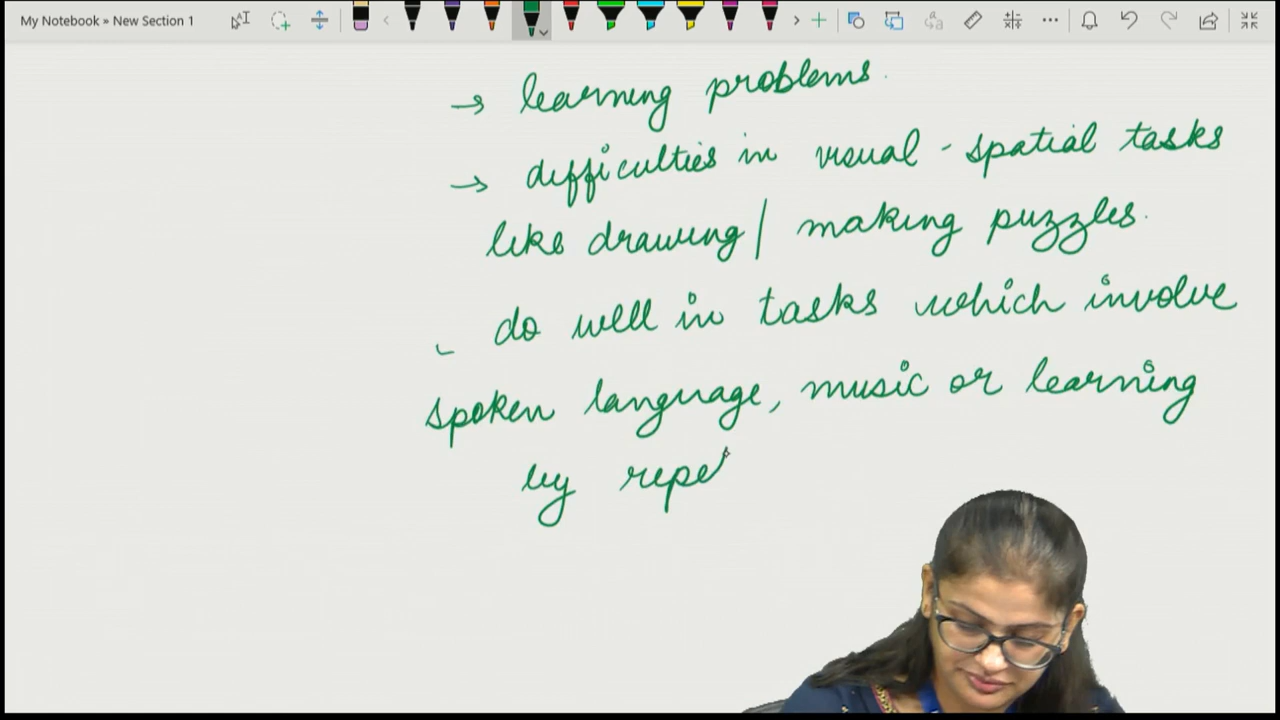 My Notebook » New Section 1
→ learning problems.
→ difficulties in visual - spatial tasks
like drawing / making puzzles.
do well in tasks which involve
spoken language, music or learning
by repe